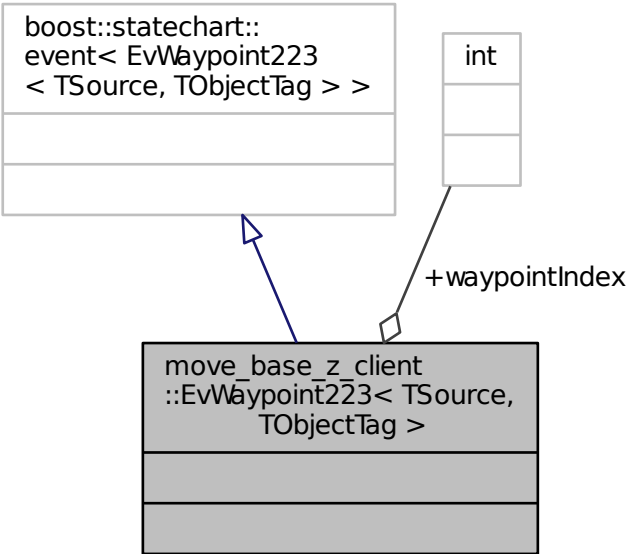 boost::statechart::
event< EvWaypoint223
< TSource, TObjectTag > >
int
+waypointIndex
move_base_z_client
::EvWaypoint223< TSource,
TObjectTag >